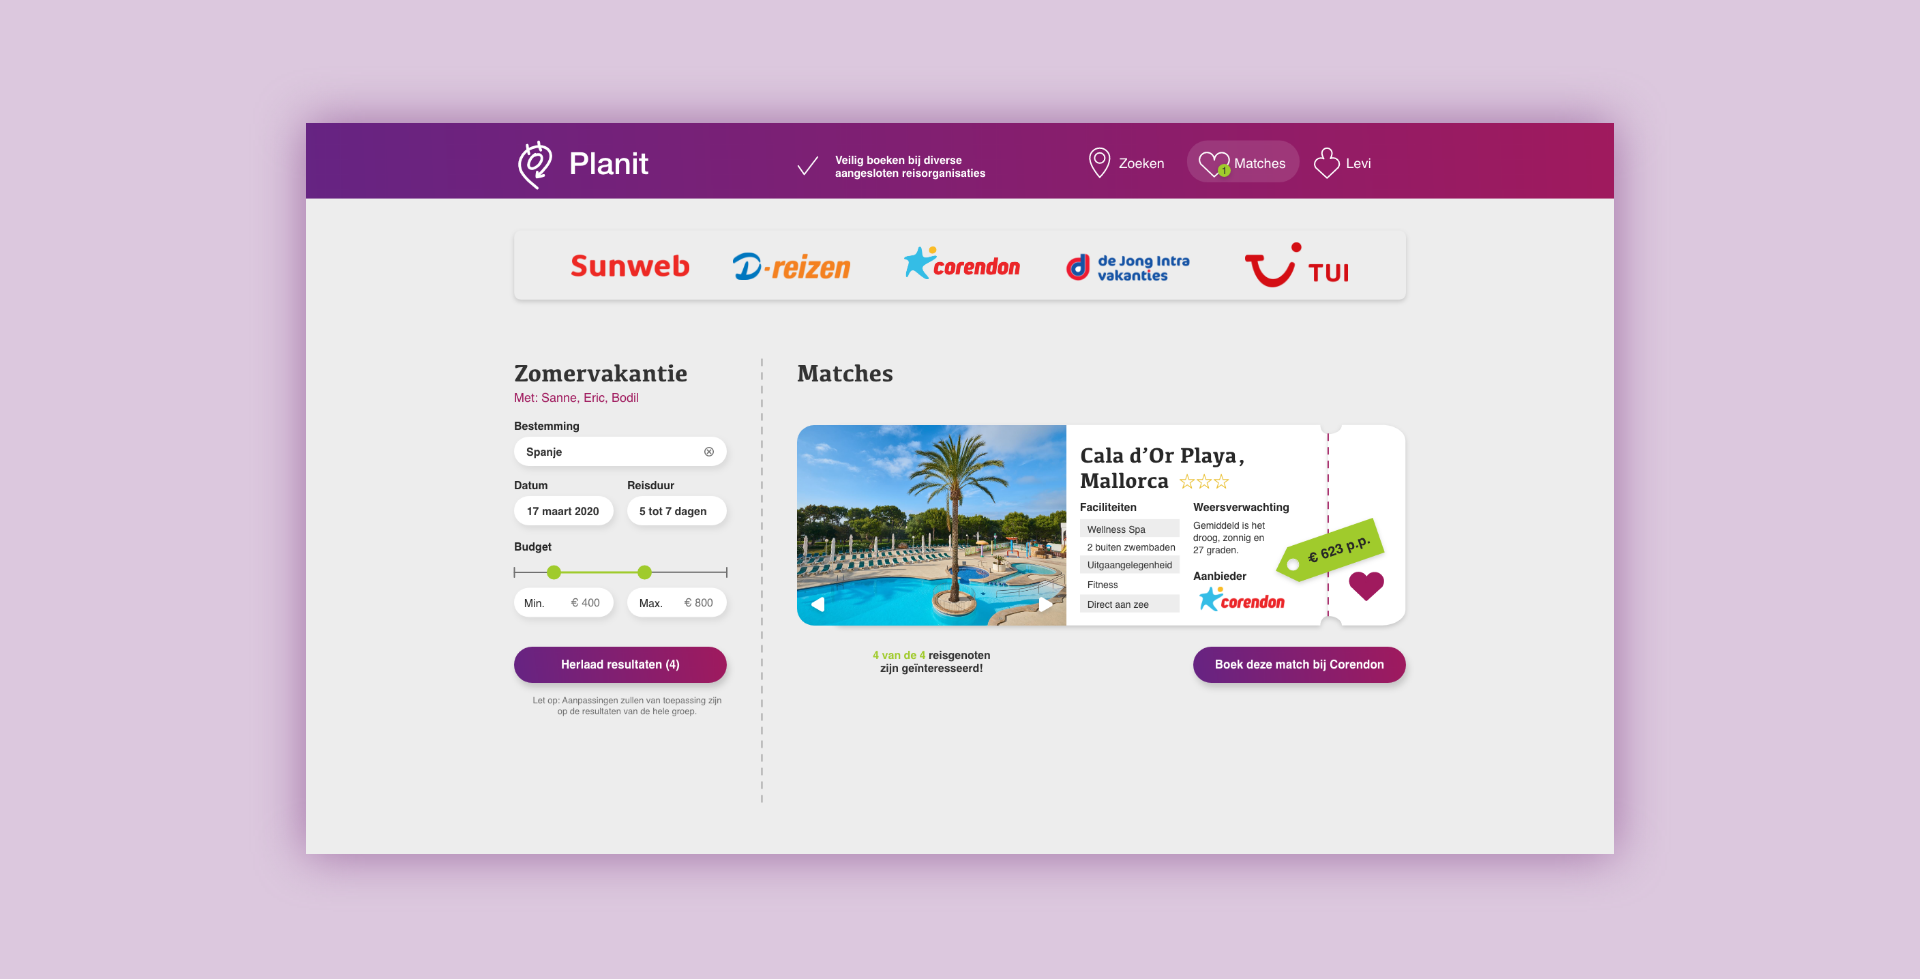 Planit
Veilig boeken bij diverse
aangesloten reisorganisaties
Zoeken
1
Matches
Levi
Sunweb
D-reizen
corendon
de Jong Intra
vakanties
TUI
Zomervakantie
Met: Sanne, Eric, Bodil
Bestemming
Spanje
Datum
Reisduur
17 maart 2020
5 tot 7 dagen
Budget
Min. € 400
Max. € 800
Herlaad resultaten (4)
Let op: Aanpassingen zullen van toepassing zijn
op de resultaten van de hele groep.
Matches
Cala d'Or Playa,
Mallorca
Faciliteiten
Wellness Spa
2 buiten zwembaden
Uitgaangelegenheid
Fitness
Direct aan zee
Weersverwachting
Gemiddeld is het
droog, zonnig en
27 graden.
Aanbieder
corendon
€ 623 p.p.
4 van de 4 reisgenoten
zijn geïnteresseerd!
Boek deze match bij Corendon